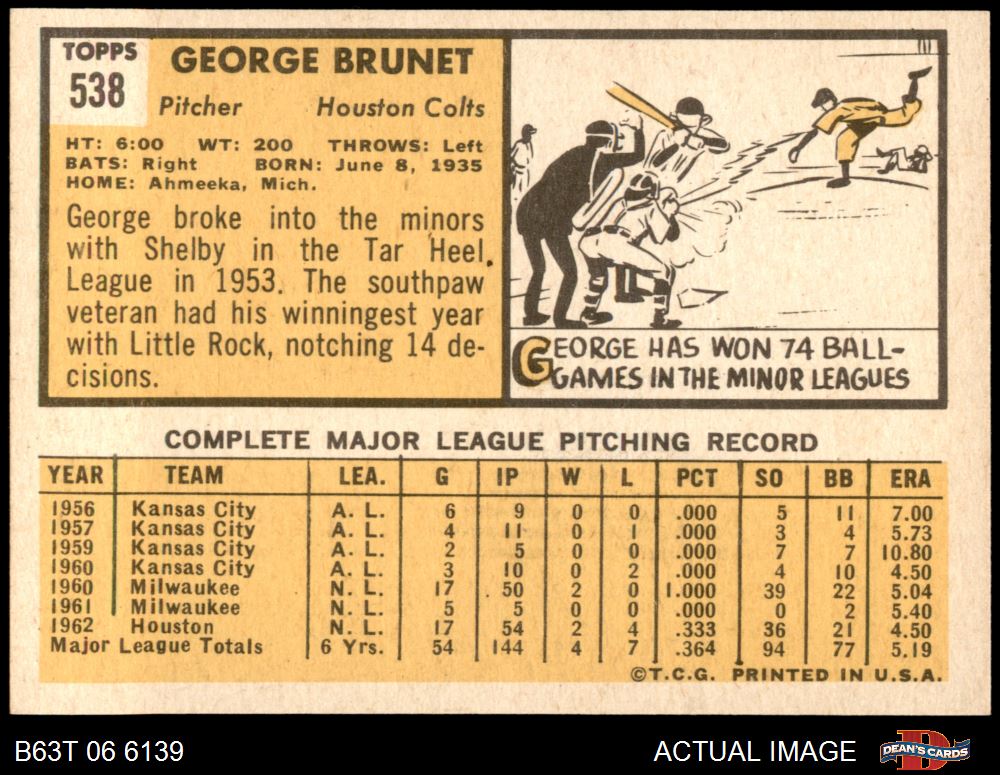 TOPPS
538
GEORGE BRUNET
Pitcher Houston Colts
HT: 6:00 WT: 200 THROWS: Left
BATS: Right BORN: June 8, 1935
HOME: Ahmeeka, Mich.
George broke into the minors
with Shelby in the Tar Heel
League in 1953. The southpaw
veteran had his winningest year
with Little Rock, notching 14 de-
cisions.
GEORGE HAS WON 74 BALL-
GAMES IN THE MINOR LEAGUES
COMPLETE MAJOR LEAGUE PITCHING RECORD
YEAR TEAM LEA. G IP W L PCT SO BB ERA
1956 Kansas City A. L. 6 9 0 0 .000 5 11 7.00
1957 Kansas City A. L. 4 11 0 1 .000 3 4 5.73
1959 Kansas City A. L. 2 5 0 0 .000 7 7 10.80
1960 Kansas City A. L. 3 10 0 2 .000 4 10 4.50
1960 Milwaukee N. L. 17 50 2 0 1.000 39 22 5.04
1961 Milwaukee N. L. 5 5 0 0 .000 0 2 5.40
1962 Houston N. L. 17 54 2 4 .333 36 21 4.50
Major League Totals 6 Yrs. 54 144 4 7 .364 94 77 5.19
©T.C.G. PRINTED IN U.S.A.
B63T 06 6139 ACTUAL IMAGE DEAN'S CARDS